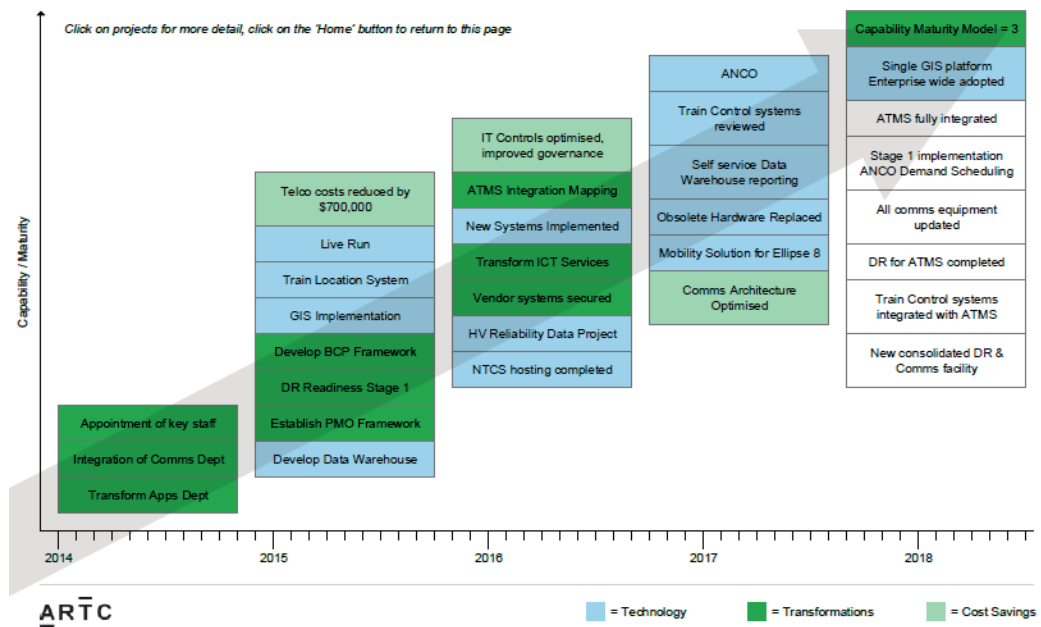 Click on projects for more detail, click on the 'Home' button to return to this page
Capability / Maturity
Appointment of key staff
Integration of Comms Dept
Transform Apps Dept
Telco costs reduced by
$700,000
Live Run
Train Location System
GIS Implementation
Develop BCP Framework
DR Readiness Stage 1
Establish PMO Framework
Develop Data Warehouse
IT Controls optimised,
improved governance
ATMS Integration Mapping
New Systems Implemented
Transform ICT Services
Vendor systems secured
HV Reliability Data Project
NTCS hosting completed
ANCO
Train Control systems
reviewed
Self service Data
Warehouse reporting
Obsolete Hardware Replaced
Mobility Solution for Ellipse 8
Comms Architecture
Optimised
Capability Maturity Model = 3
Single GIS platform
Enterprise wide adopted
ATMS fully integrated
Stage 1 implementation
ANCO Demand Scheduling
All comms equipment
updated
DR for ATMS completed
Train Control systems
integrated with ATMS
New consolidated DR &
Comms facility
2014
2015
2016
2017
2018
ARTC
= Technology
= Transformations
= Cost Savings